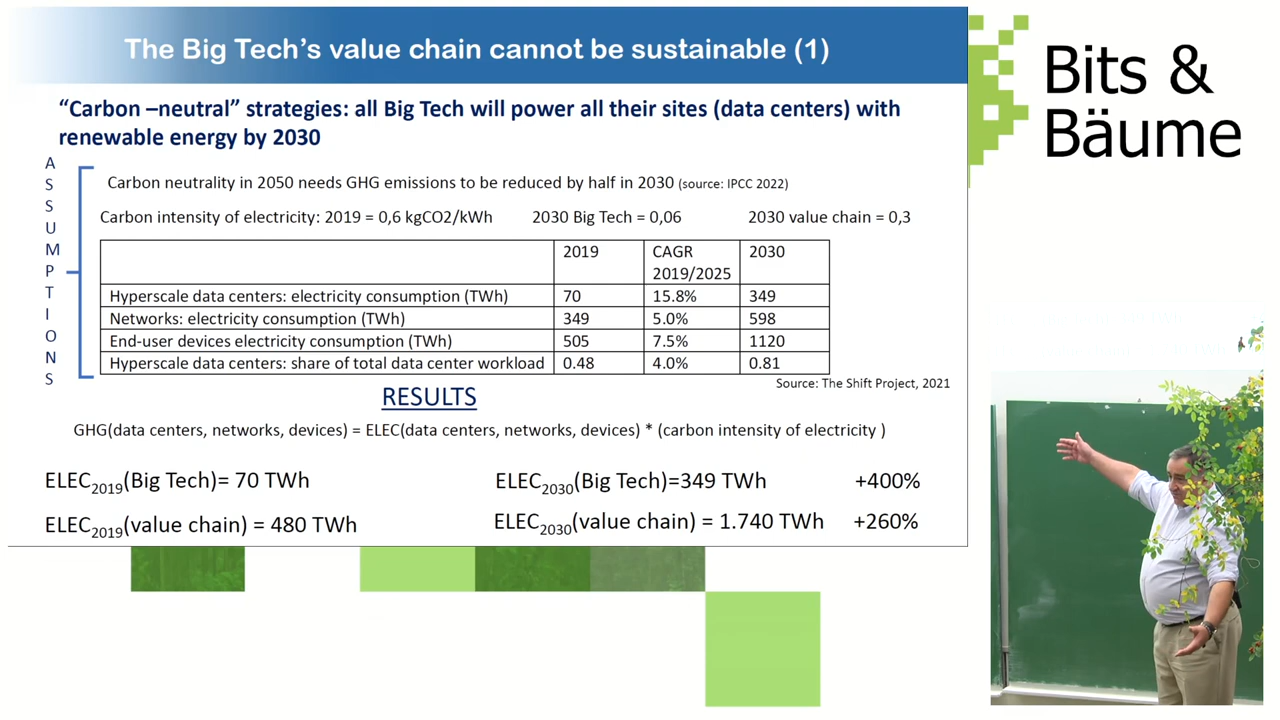 The Big Tech’s value chain cannot be sustainable (1)
“Carbon –neutral” strategies: all Big Tech will power all their sites (data centers) with
renewable energy by 2030
ASSUMPTIONS
Carbon neutrality in 2050 needs GHG emissions to be reduced by half in 2030 (source: IPCC 2022)
Carbon intensity of electricity: 2019 = 0,6 kgCO2/kWh 2030 Big Tech = 0,06 2030 value chain = 0,3
2019 CAGR 2030
2019/2025
Hyperscale data centers: electricity consumption (TWh) 70 15.8% 349
Networks: electricity consumption (TWh) 349 5.0% 598
End-user devices electricity consumption (TWh) 505 7.5% 1120
Hyperscale data centers: share of total data center workload 0.48 4.0% 0.81
Source: The Shift Project, 2021
RESULTS
GHG(data centers, networks, devices) = ELEC(data centers, networks, devices) * (carbon intensity of electricity )
ELEC2019(Big Tech)= 70 TWh ELEC2030(Big Tech)=349 TWh +400%
ELEC2019(value chain) = 480 TWh ELEC2030(value chain) = 1.740 TWh +260%
Bits &
Bäume